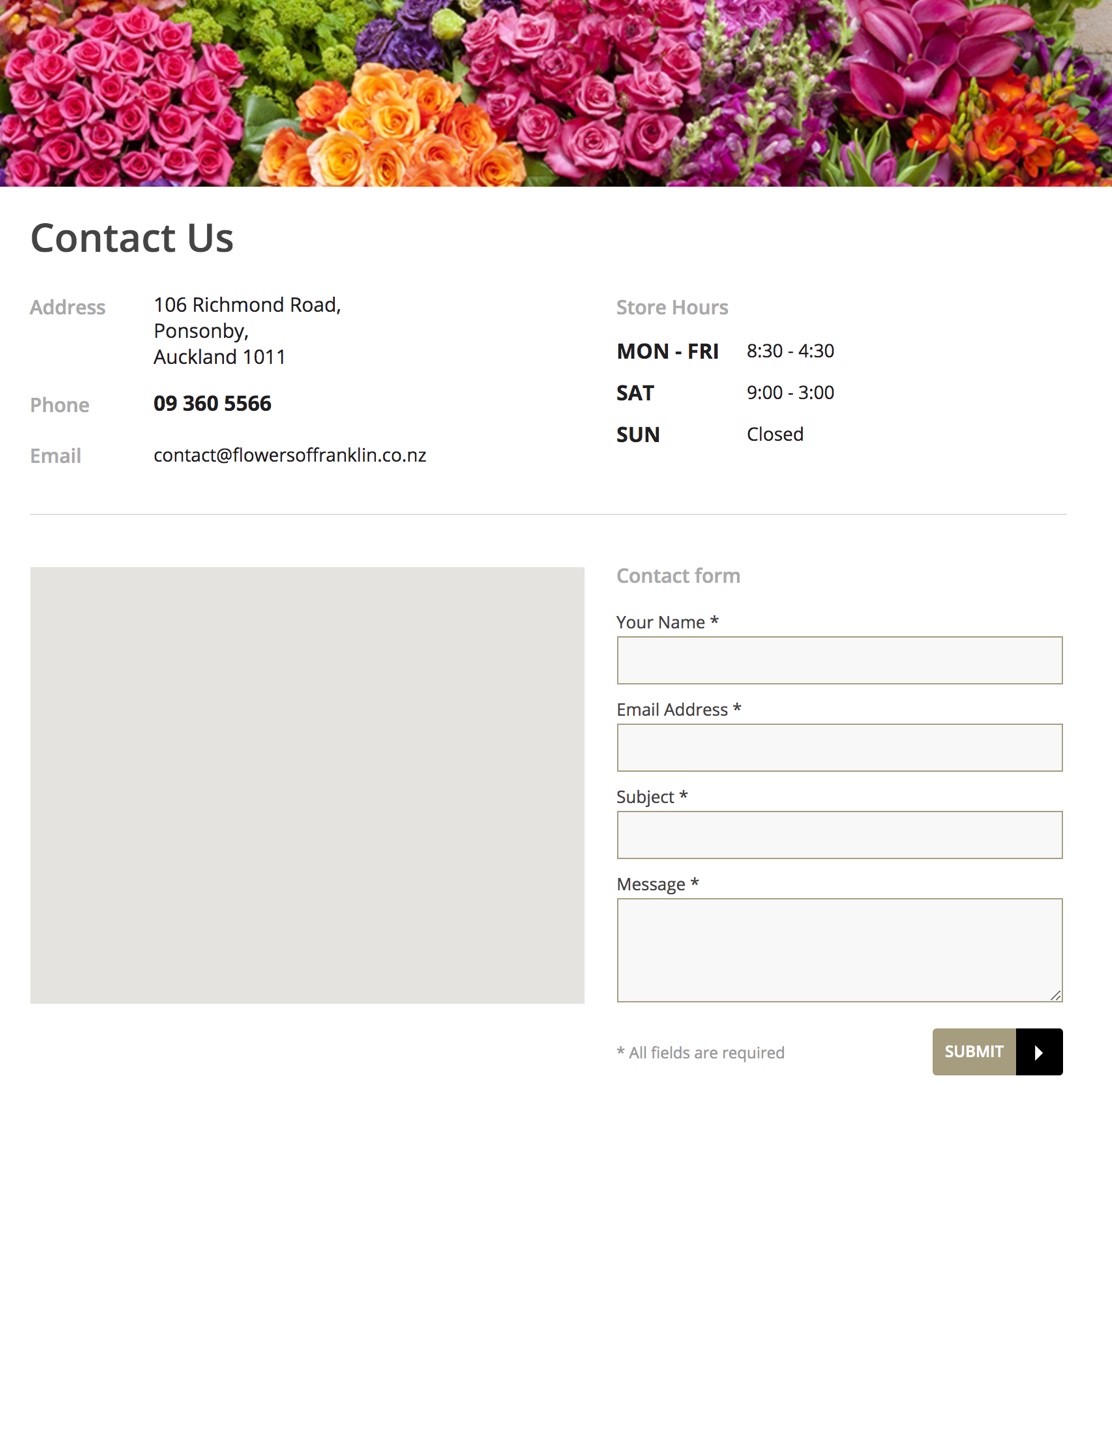 Contact Us
Address
106 Richmond Road,
Ponsonby,
Auckland 1011
Phone
09 360 5566
Email
contact@flowersoffranklin.co.nz
Store Hours
MON - FRI 8:30 - 4:30
SAT 9:00 - 3:00
SUN Closed
Contact form
Your Name *
Email Address *
Subject *
Message *
* All fields are required
SUBMIT